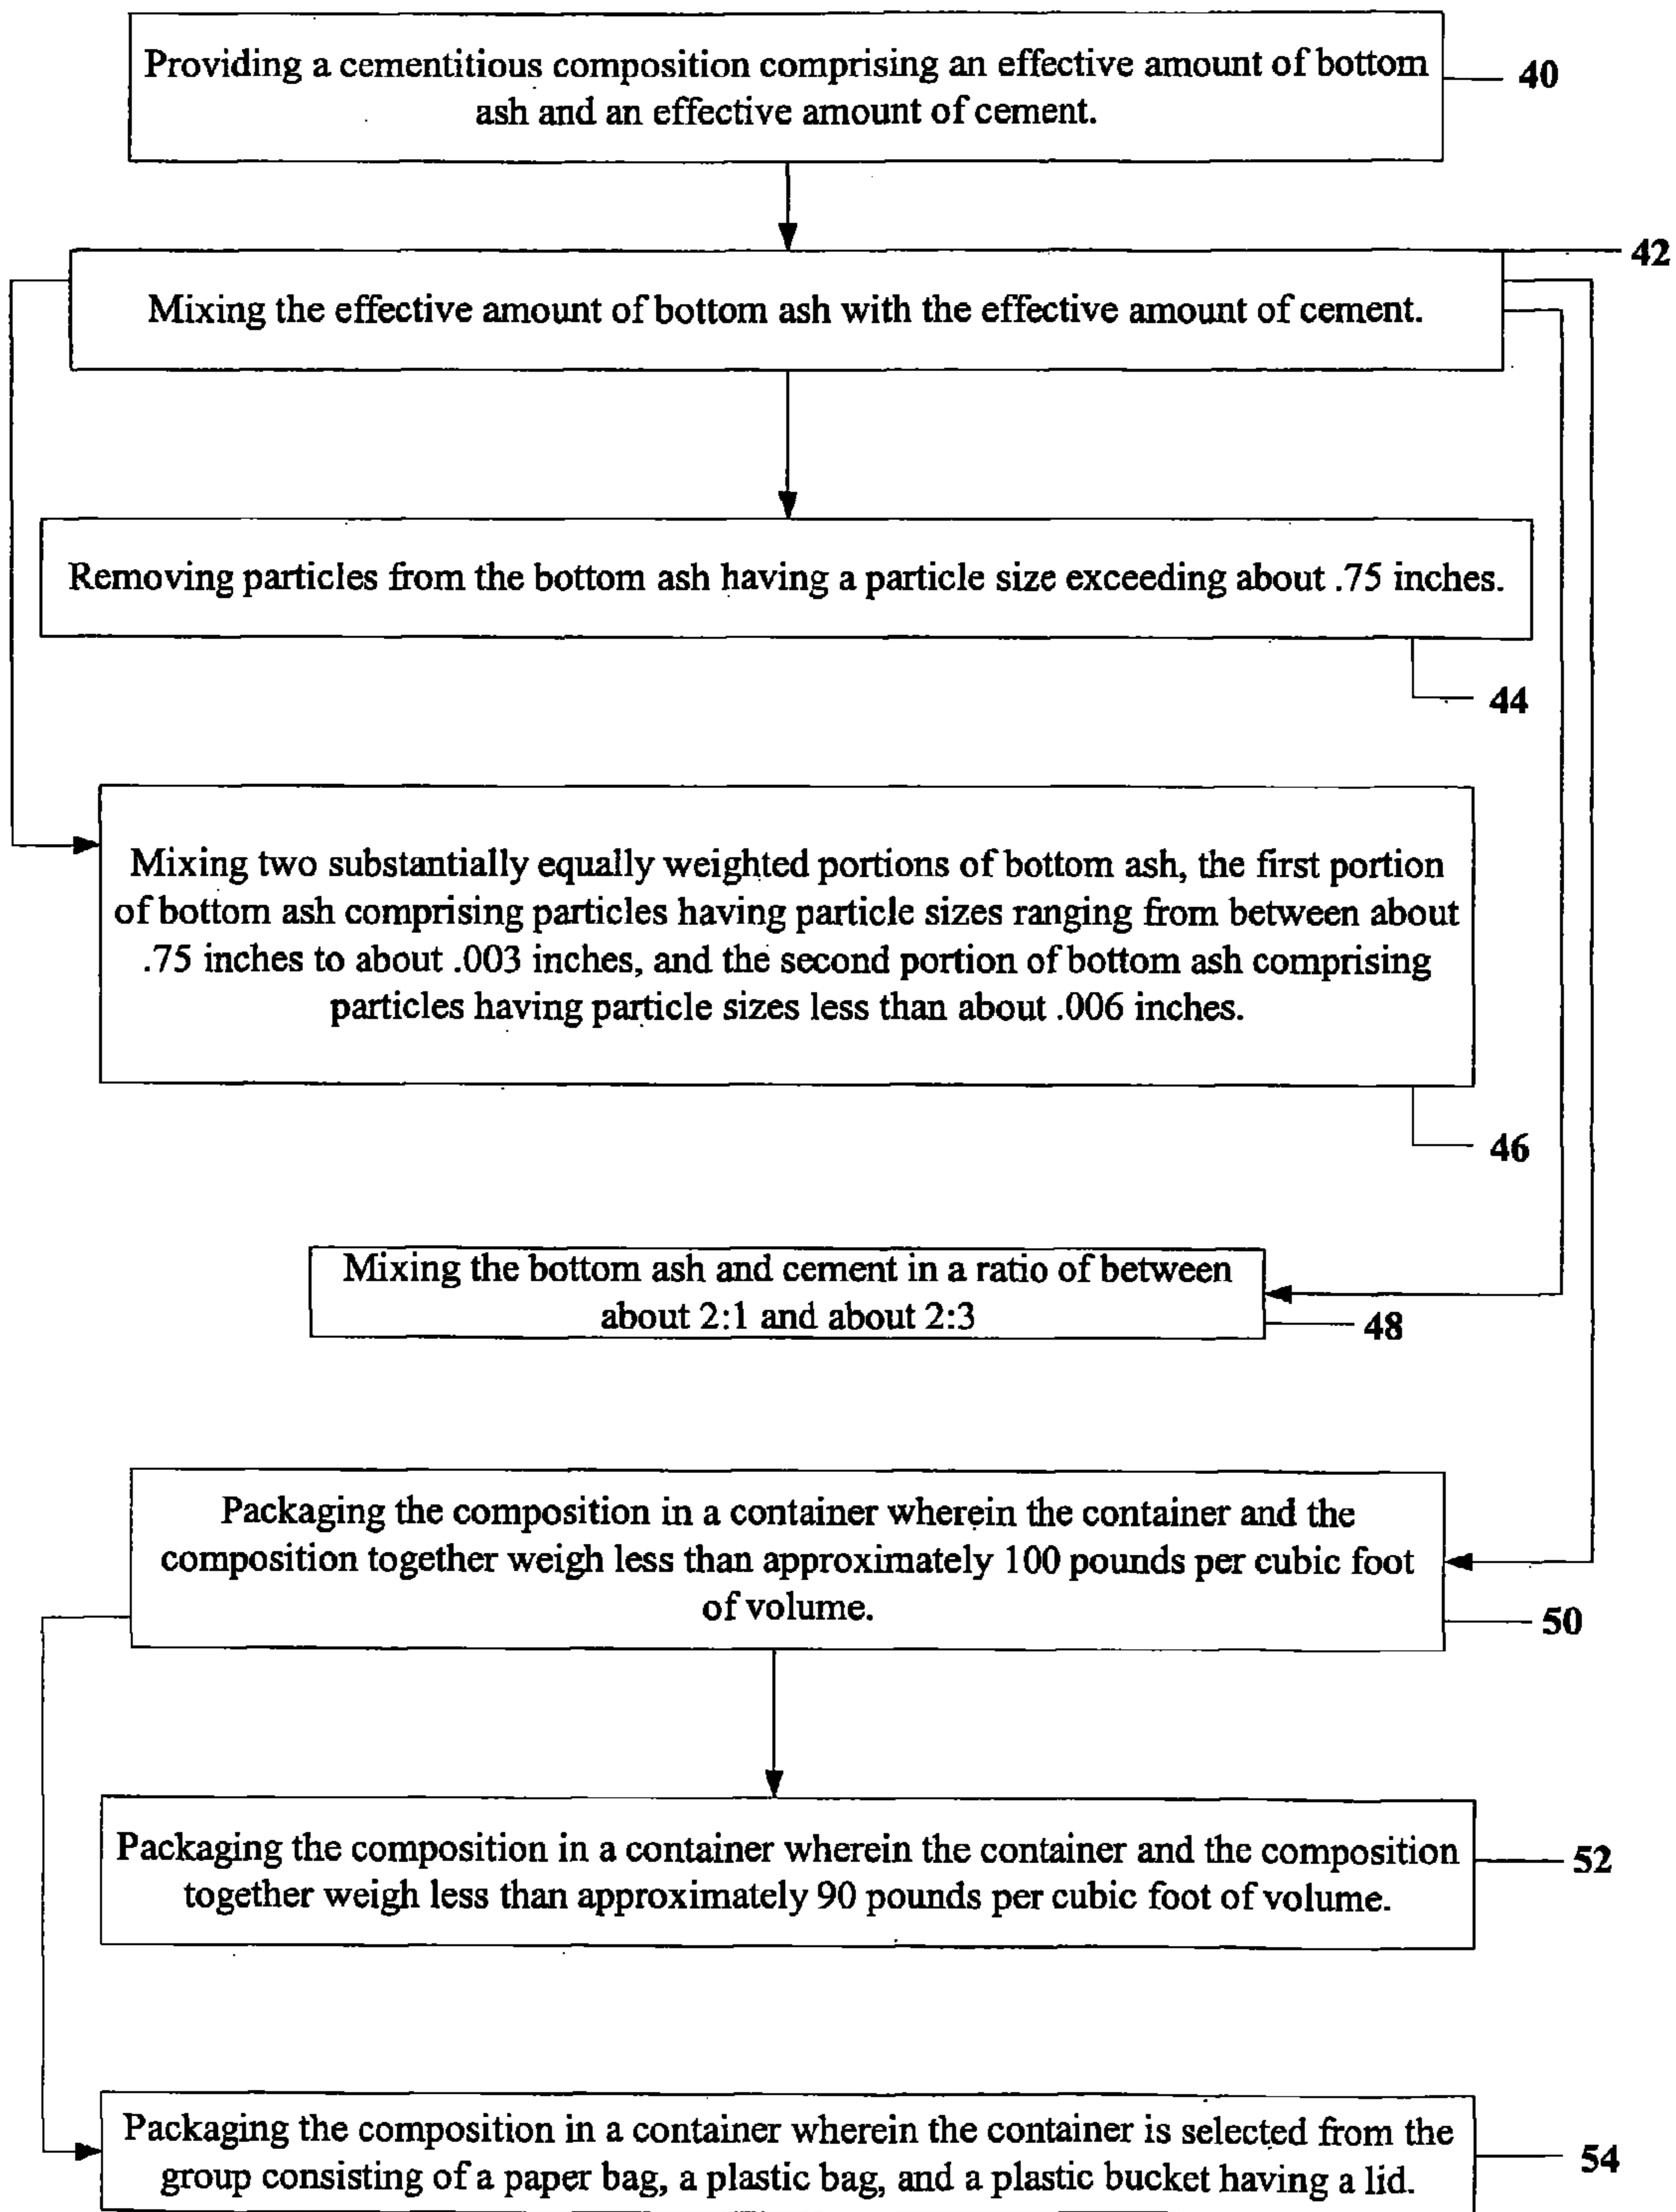 Providing a cementitious composition comprising an effective amount of bottom
ash and an effective amount of cement.
40
42
Mixing the effective amount of bottom ash with the effective amount of cement.
Removing particles from the bottom ash having a particle size exceeding about .75 inches.
44
Mixing two substantially equally weighted portions of bottom ash, the first portion
of bottom ash comprising particles having particle sizes ranging from between about
.75 inches to about .003 inches, and the second portion of bottom ash comprising
particles having particle sizes less than about .006 inches.
46
Mixing the bottom ash and cement in a ratio of between
about 2:1 and about 2:3
48
Packaging the composition in a container wherein the container and the
composition together weigh less than approximately 100 pounds per cubic foot
of volume.
50
Packaging the composition in a container wherein the container and the composition
together weigh less than approximately 90 pounds per cubic foot of volume.
52
Packaging the composition in a container wherein the container is selected from the
group consisting of a paper bag, a plastic bag, and a plastic bucket having a lid.
54